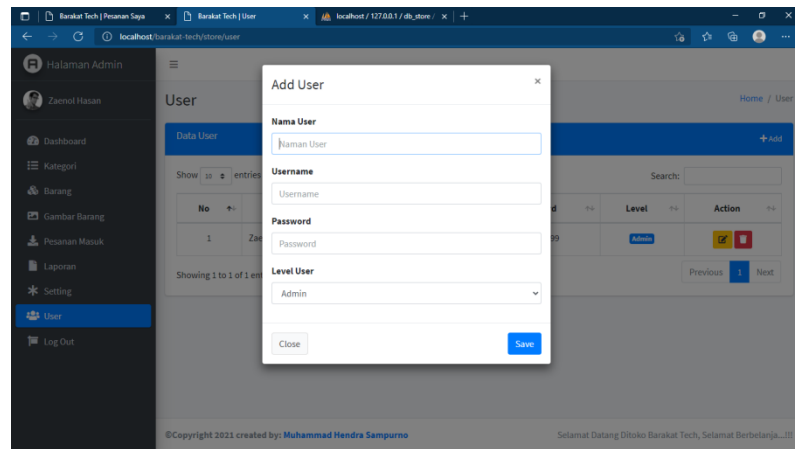 Barakat Tech | Pesanan Saya
Barakat Tech | User
localhost / 127.0.0.1 / db_store /
localhost/barakat-tech/store/user
Halaman Admin
Zaenol Hasan
Dashboard
Kategori
Barang
Gambar Barang
Pesanan Masuk
Laporan
Setting
User
Log Out
User
Home / User
Data User
Add
Show 10 entries
Search:
No
d
Level
Action
1
Zae
99
Admin
Showing 1 to 1 of 1 en
Previous 1 Next
Add User
×
Nama User
Naman User
Username
Username
Password
Password
Level User
Admin
Close
Save
©Copyright 2021 created by: Muhammad Hendra Sampurno
Selamat Datang Ditoko Barakat Tech, Selamat Berbelanja...!!!